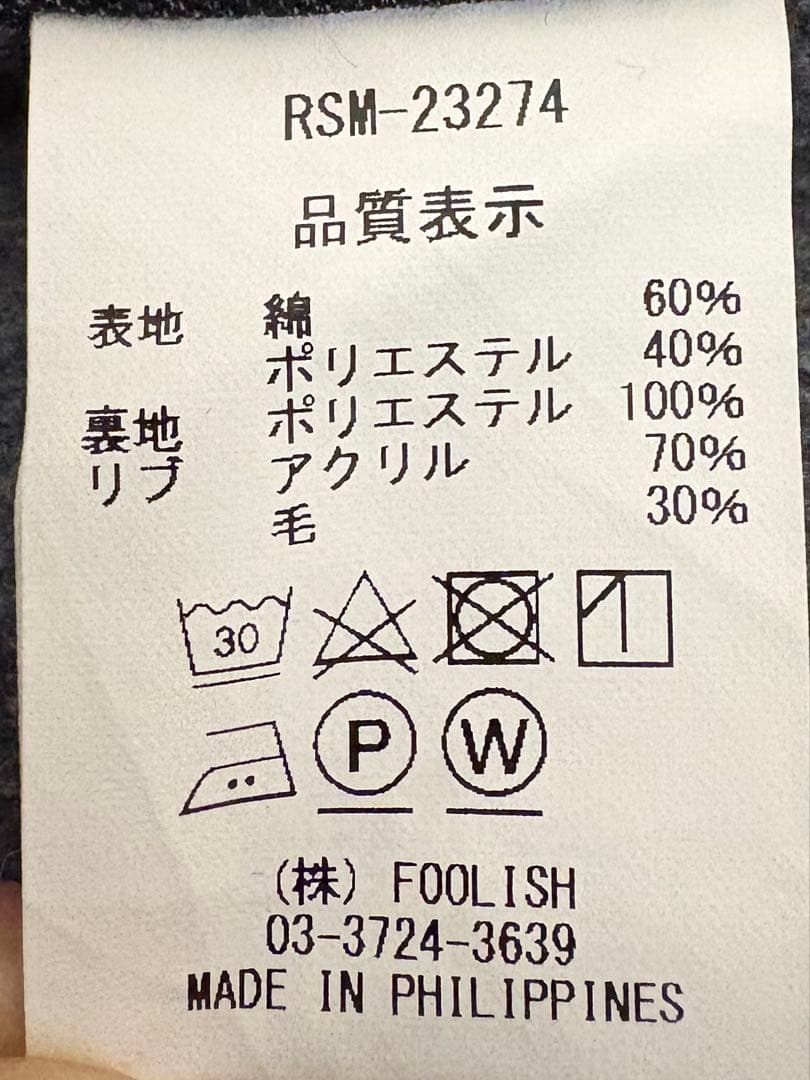 RSM-23274
品質表示
表地 綿 60%
ポリエステル 40%
裏地 ポリエステル 100%
リブ アクリル 70%
毛 30%
30
P W
(株) FOOLISH
03-3724-3639
MADE IN PHILIPPINES